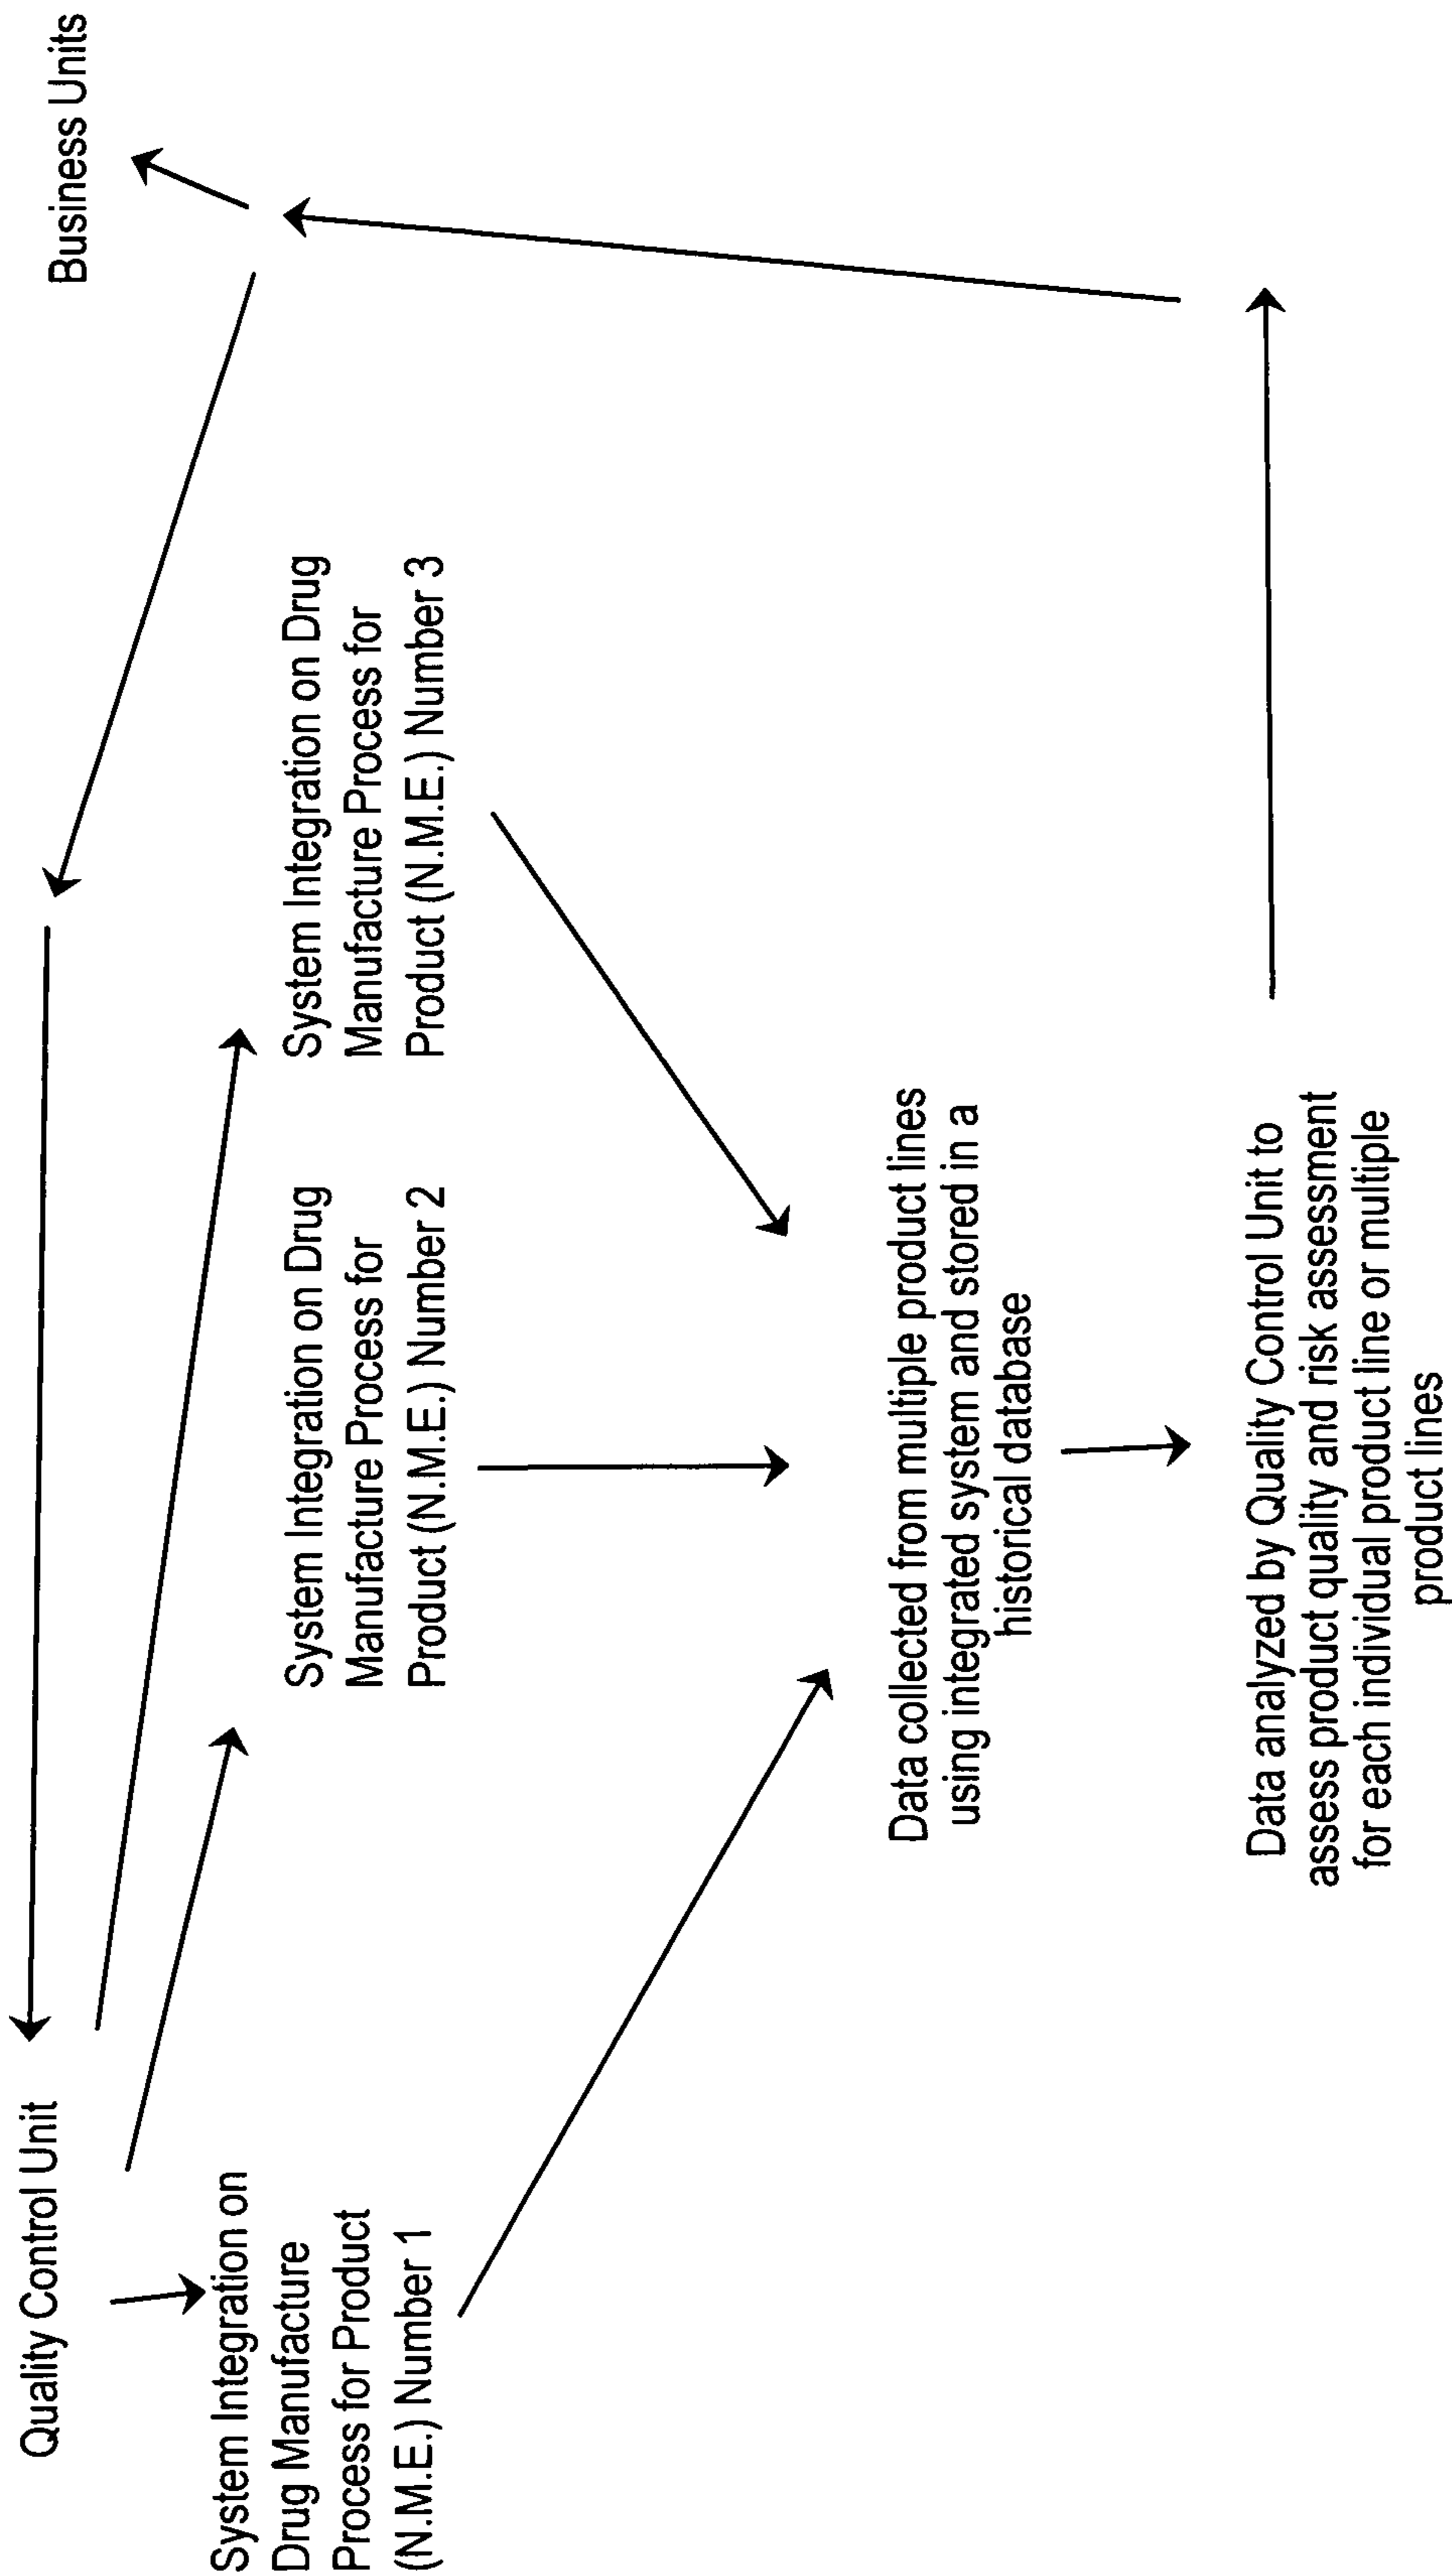 Quality Control Unit
Business Units
System Integration on
Drug Manufacture
Process for Product
(N.M.E.) Number 1
System Integration on Drug
Manufacture Process for
Product (N.M.E.) Number 2
System Integration on Drug
Manufacture Process for
Product (N.M.E.) Number 3
Data collected from multiple product lines
using integrated system and stored in a
historical database
Data analyzed by Quality Control Unit to
assess product quality and risk assessment
for each individual product line or multiple
product lines